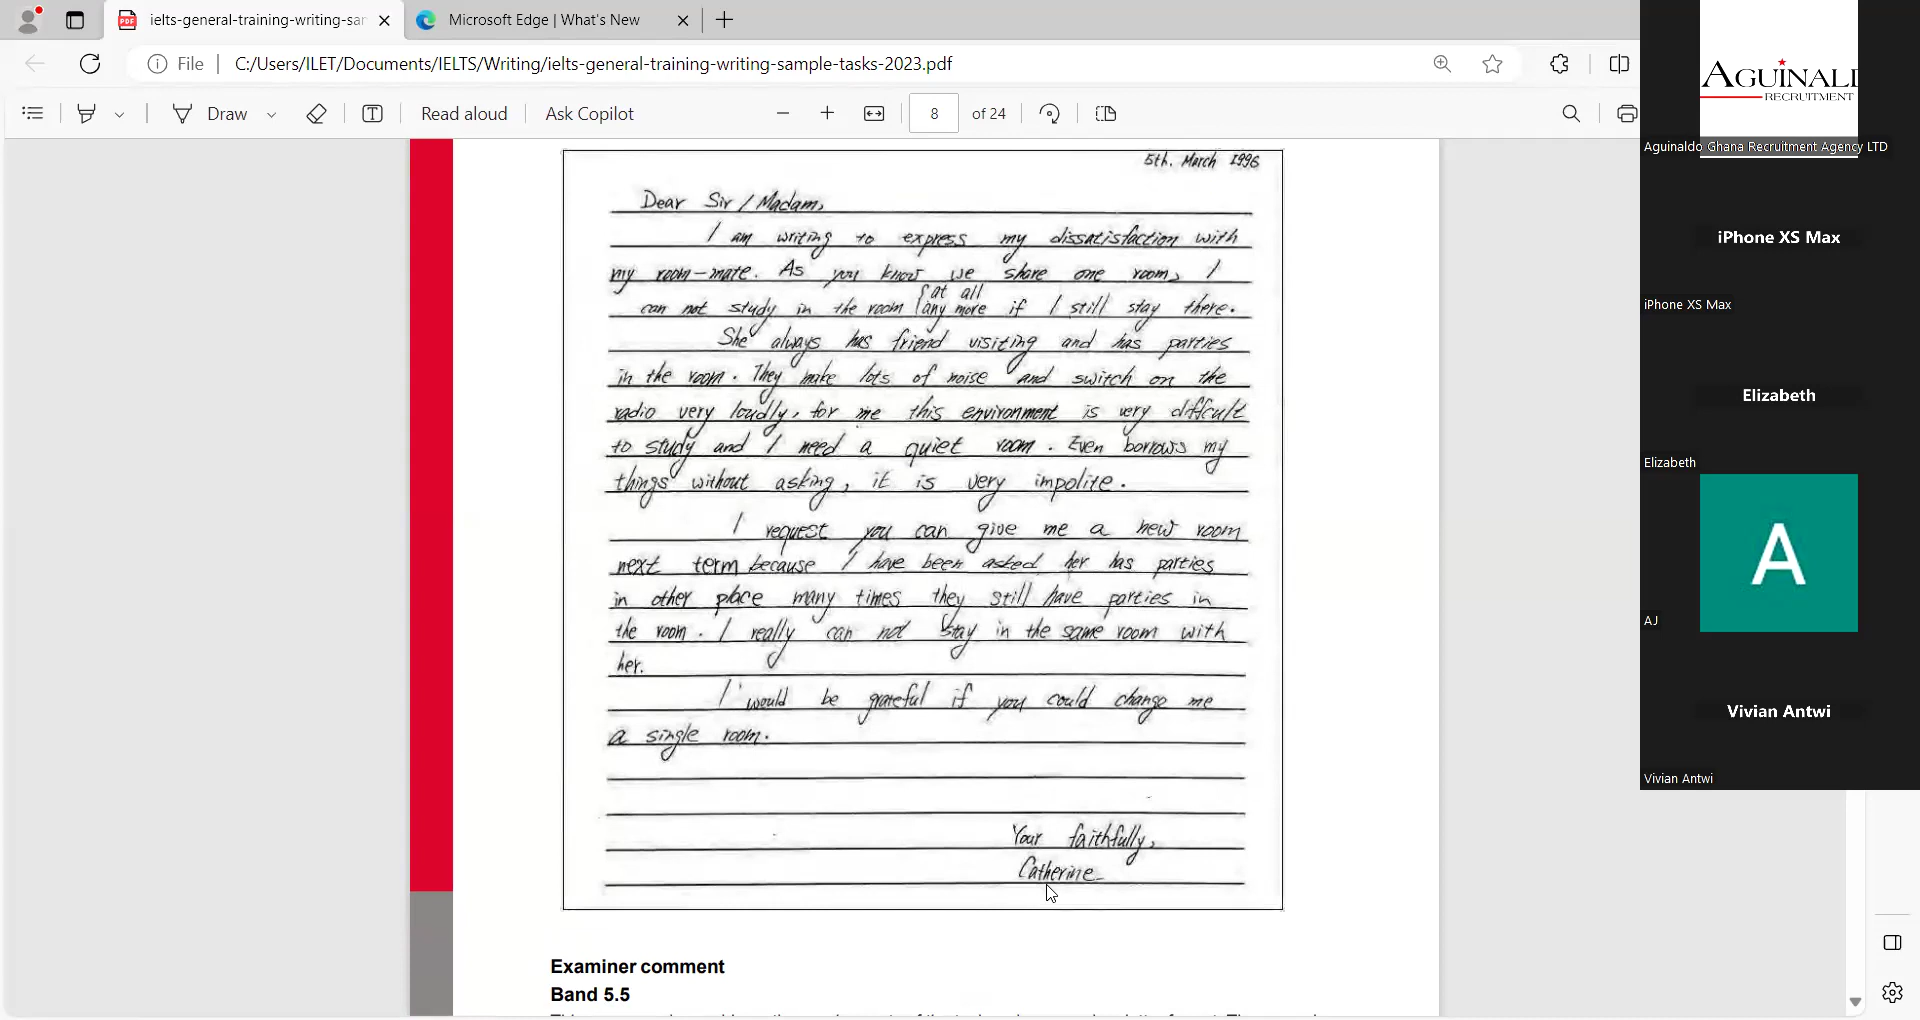 ielts-general-training-writing-sar
Microsoft Edge | What's New
File
C:/Users/ILET/Documents/IELTS/Writing/ielts-general-training-writing-sample-tasks-2023.pdf
Draw
Read aloud
Ask Copilot
8
of 24
5th. March 1996
Dear Sir / Madam,
I am writing to express my dissatisfaction with
my room-mate. As you know we share one room, I
at all
can not study in the room any more if I still stay there.
She always has friend visiting and has parties
in the room. They make lots of noise and switch on the
radio very loudly, for me this environment is very difficult
to study and I need a quiet room. Even borrows my
things without asking, it is very impolite.
I request you can give me a new room
next term because I have been asked her has parties
in other place many times they still have parties in
the room. I really can not stay in the same room with
her.
I would be grateful if you could change me
a single room.
Your faithfully,
Catherine
Examiner comment
Band 5.5
AGUINALI
RECRUITMENT
Aguinaldo Ghana Recruitment Agency LTD
iPhone XS Max
iPhone XS Max
Elizabeth
Elizabeth
A
AJ
Vivian Antwi
Vivian Antwi